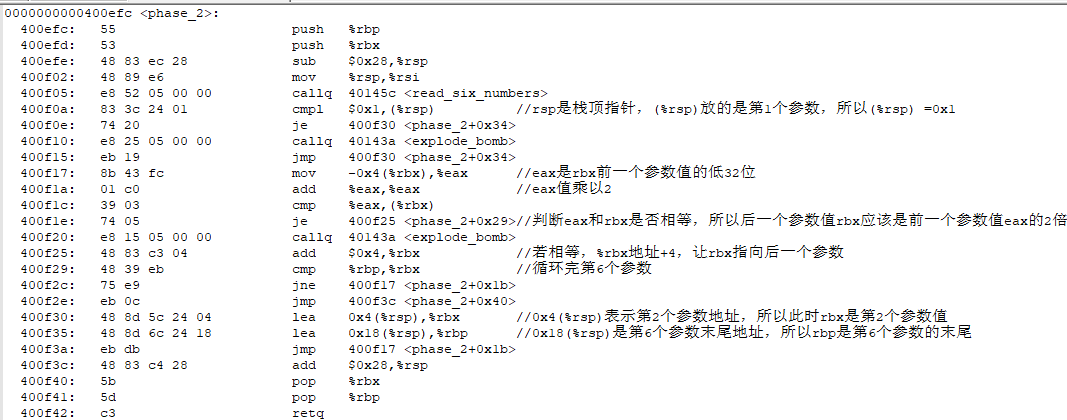 0000000000400efc <phase_2>:
400efc: 55 push %rbp
400efd: 53 push %rbx
400efe: 48 83 ec 28 sub $0x28,%rsp
400f02: 48 89 e6 mov %rsp,%rsi
400f05: e8 52 05 00 00 callq 40145c <read_six_numbers>
400f0a: 83 3c 24 01 cmpl $0x1,(%rsp) //rsp是栈顶指针，(%rsp)放的是第1个参数，所以(%rsp) =0x1
400f0e: 74 20 je 400f30 <phase_2+0x34>
400f10: e8 25 05 00 00 callq 40143a <explode_bomb>
400f15: eb 19 jmp 400f30 <phase_2+0x34>
400f17: 8b 43 fc mov -0x4(%rbx),%eax //eax是rbx前一个参数值的低32位
400f1a: 01 c0 add %eax,%eax //eax值乘以2
400f1c: 39 03 cmp %eax,(%rbx)
400f1e: 74 05 je 400f25 <phase_2+0x29>//判断eax和rbx是否相等，所以后一个参数值rbx应该是前一个参数值eax的2倍
400f20: e8 15 05 00 00 callq 40143a <explode_bomb>
400f25: 48 83 c3 04 add $0x4,%rbx //若相等，%rbx地址+4，让rbx指向后一个参数
400f29: 48 39 eb cmp %rbp,%rbx //循环完第6个参数
400f2c: 75 e9 jne 400f17 <phase_2+0x1b>
400f2e: eb 0c jmp 400f3c <phase_2+0x40>
400f30: 48 8d 5c 24 04 lea 0x4(%rsp),%rbx //0x4(%rsp)表示第2个参数地址，所以此时rbx是第2个参数值
400f35: 48 8d 6c 24 18 lea 0x18(%rsp),%rbp //0x18(%rsp)是第6个参数末尾地址，所以rbp是第6个参数的末尾
400f3a: eb db jmp 400f17 <phase_2+0x1b>
400f3c: 48 83 c4 28 add $0x28,%rsp
400f40: 5b pop %rbx
400f41: 5d pop %rbp
400f42: c3 retq